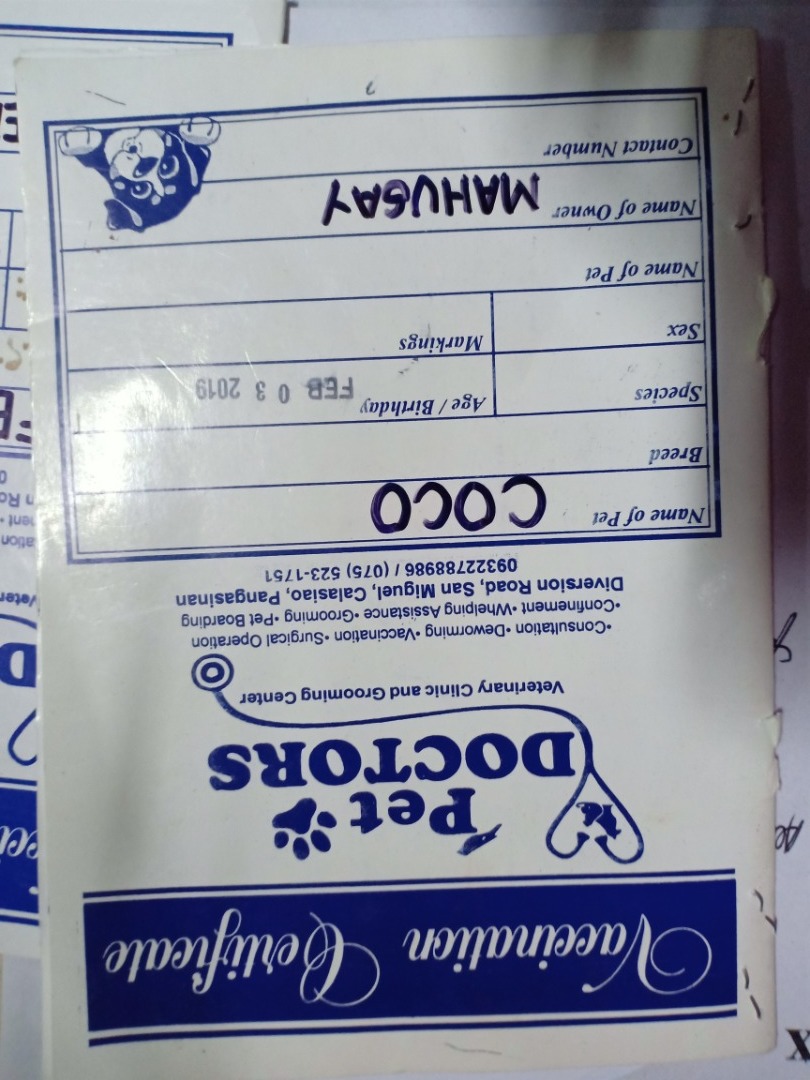 Vaccination Certificate
Pet
DOCTORS
Veterinary Clinic and Grooming Center
•Consultation •Deworming •Vaccination •Surgical Operation
•Confinement •Whelping Assistance •Grooming •Pet Boarding
Diversion Road, San Miguel, Calasiao, Pangasinan
09322788986 / (075) 523-1751
Name of Pet COCO
Breed
Species Age / Birthday FEB 03 2019
Sex Markings
Name of Pet
Name of Owner MAHUSAY
Contact Number